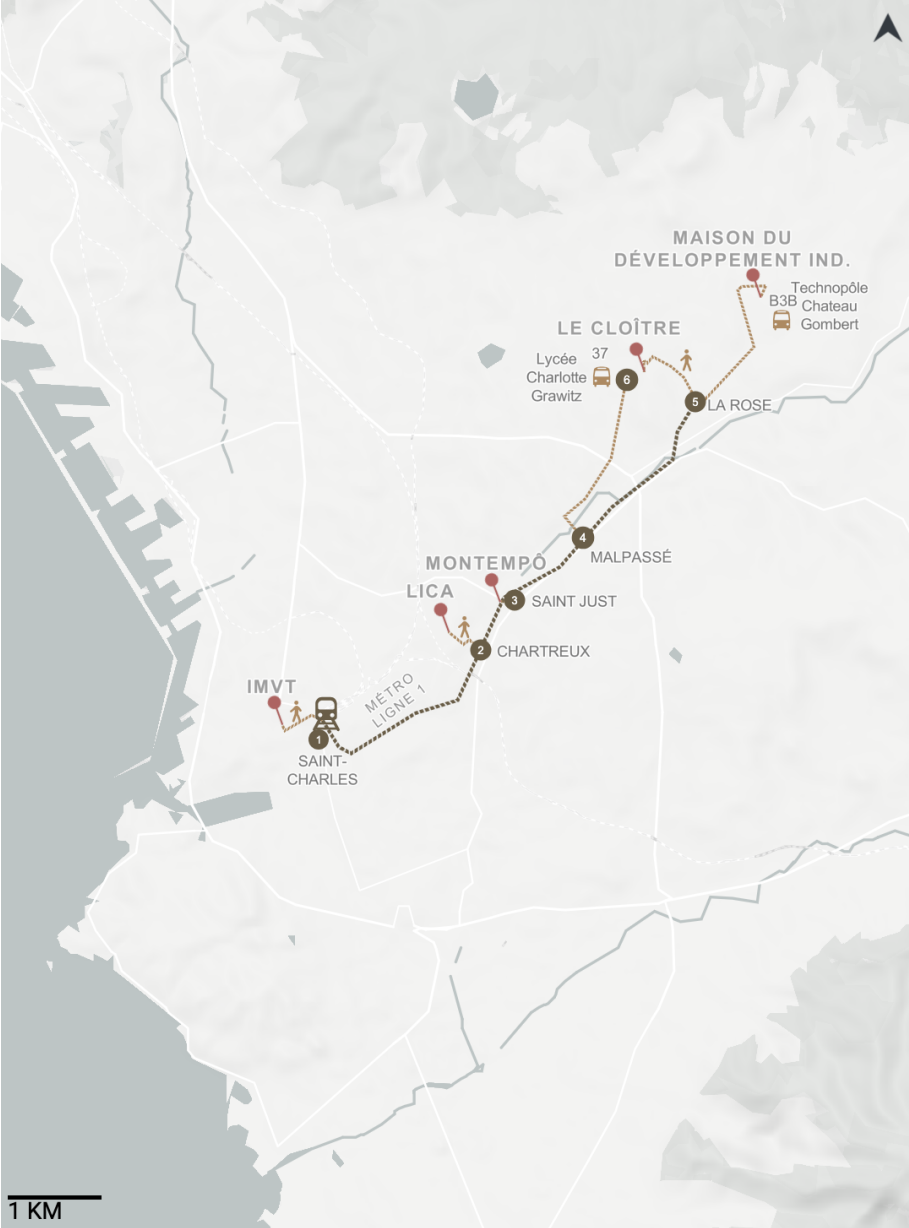 MAISON DU
DÉVELOPPEMENT IND.
Technopôle
B3B Chateau
Gombert
LE CLOÎTRE
37
Lycée
Charlotte
Grawitz
6
5
LA ROSE
4
MALPASSÉ
MONTEMPÔ
LICA
3
SAINT JUST
2
CHARTREUX
MÉTRO
LIGNE 1
IMVT
1
SAINT-
CHARLES
1 KM